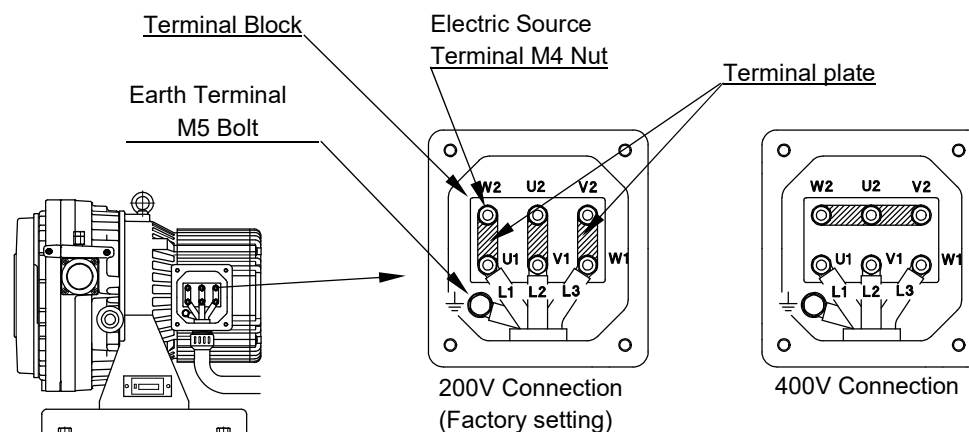 Terminal Block
Electric Source
Terminal M4 Nut
Terminal plate
Earth Terminal
M5 Bolt
W2 U2 V2
U1 V1 W1
L1 L2 L3
200V Connection
(Factory setting)
W2 U2 V2
U1 V1 W1
L1 L2 L3
400V Connection